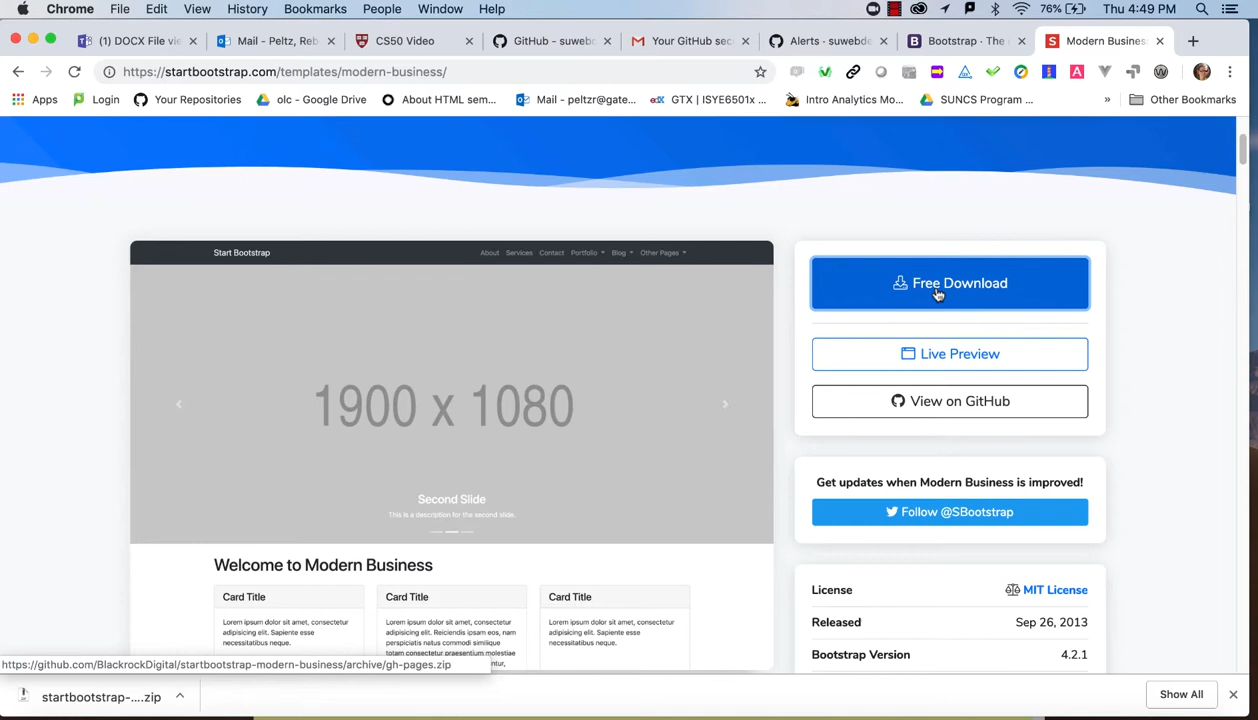 Chrome File Edit View History Bookmarks People Window Help 76% Thu 4:49 PM
(1) DOCX File vie Mail - Peltz, Reb CS50 Video GitHub - suweb Your GitHub sec Alerts · suwebde Bootstrap · The Modern Business
https://startbootstrap.com/templates/modern-business/
Apps Login Your Repositories olc - Google Drive About HTML sem... Mail - peltzr@gate... GTX | ISYE6501x ... Intro Analytics Mo... SUNCS Program ... » Other Bookmarks
Start Bootstrap About Services Contact Portfolio Blog Other Pages
1900 x 1080
Second Slide
This is a description for the second slide.
Welcome to Modern Business
Card Title Card Title Card Title
Lorem ipsum dolor sit amet, consectetur Lorem ipsum dolor sit amet, consectetur Lorem ipsum dolor sit amet, consectetur
adipisicing elit. Sapiente esse adipisicing elit. Reiciendis ipsam eos, nam adipisicing elit. Sapiente esse
necessitatibus neque. perspiciatis natus commodi similique necessitatibus neque.
Free Download
Live Preview
View on GitHub
Get updates when Modern Business is improved!
Follow @SBootstrap
License MIT License
Released Sep 26, 2013
Bootstrap Version 4.2.1
https://github.com/BlackrockDigital/startbootstrap-modern-business/archive/gh-pages.zip
startbootstrap-....zip Show All